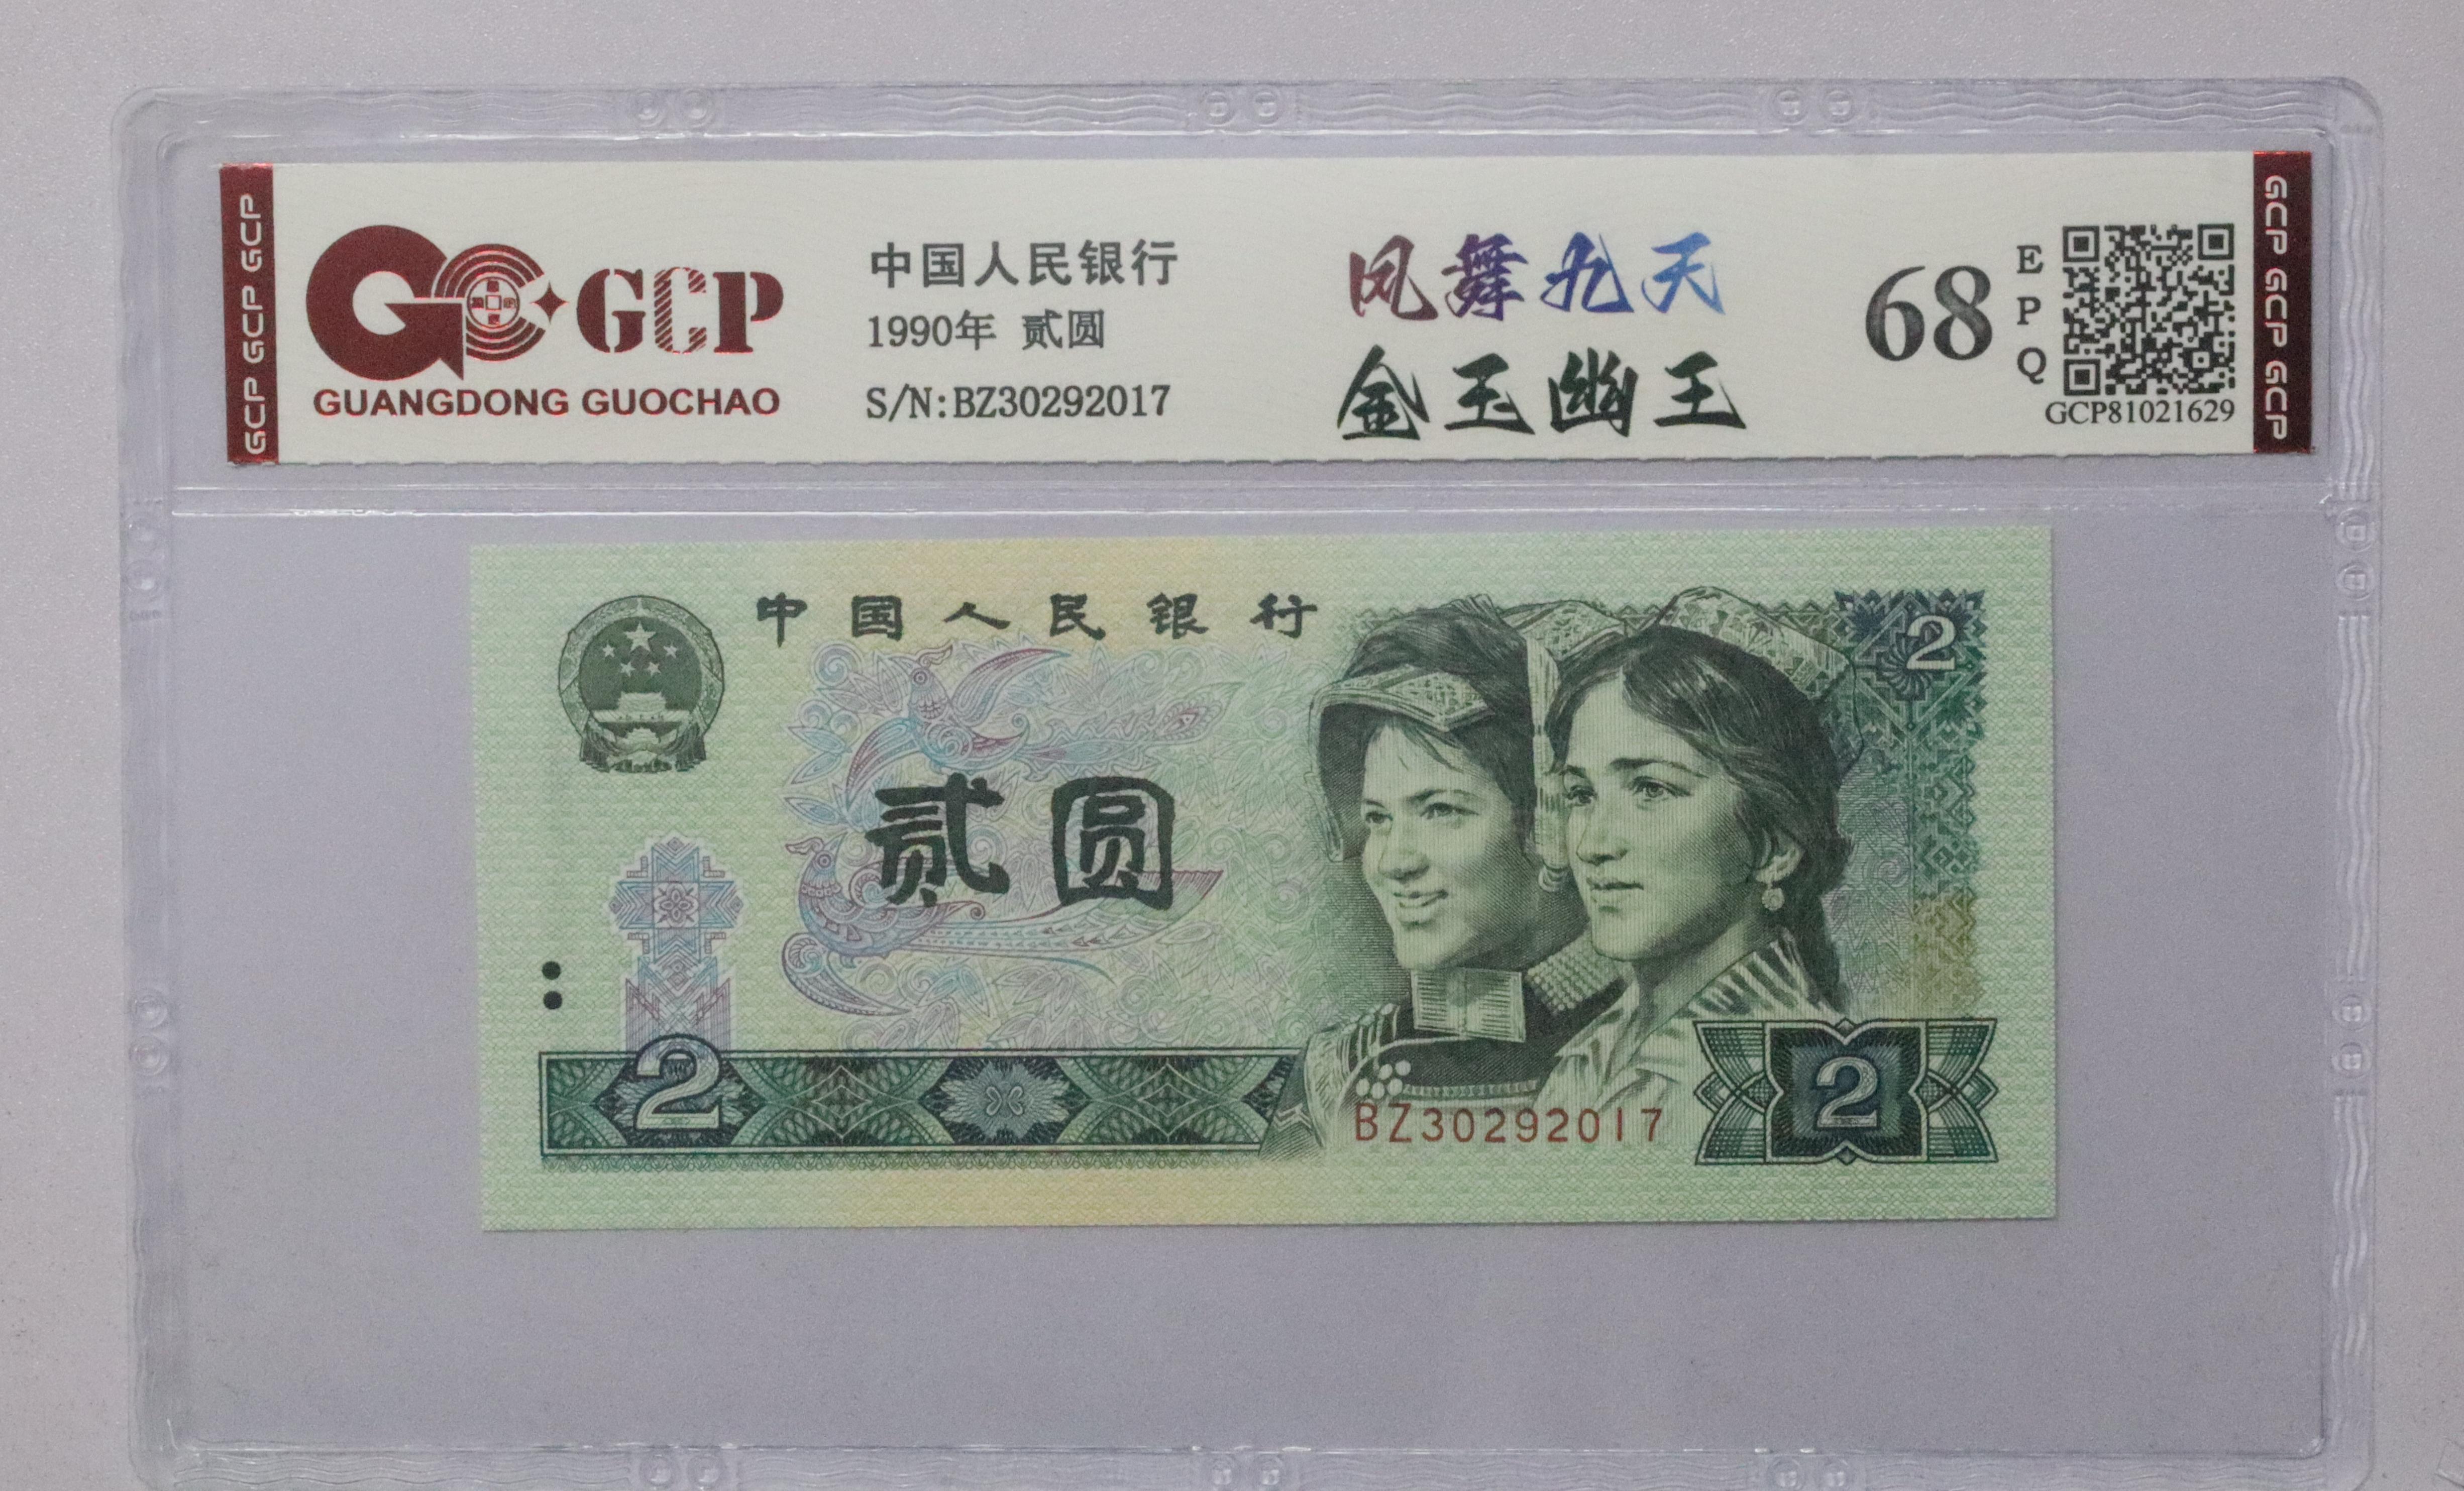 GCP GCP GCP
GCP
GUANGDONG GUOCHAO
中国人民银行
1990年 贰圆
S/N:BZ30292017
凤舞九天
金玉幽王
68
EPQ
GCP81021629
GCP GCP GCP
中国人民银行
2
贰圆
2
BZ30292017
2